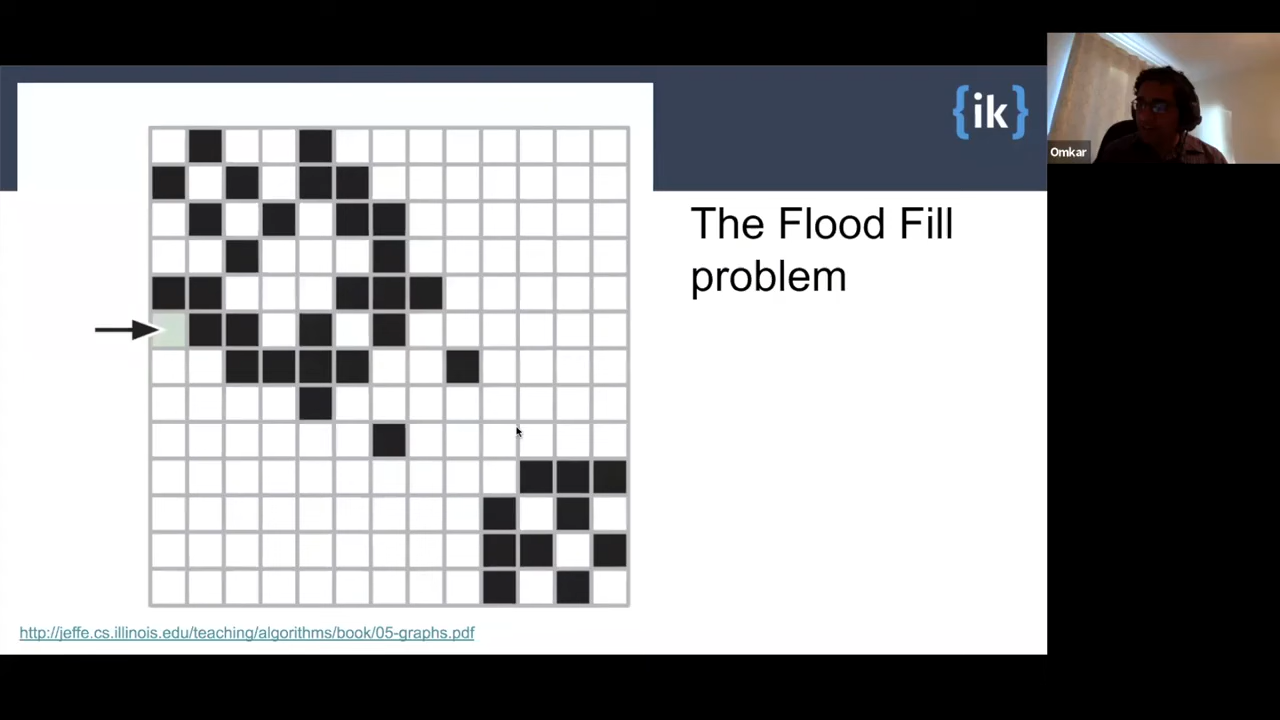 {ik}
Omkar
The Flood Fill
problem
http://jeffe.cs.illinois.edu/teaching/algorithms/book/05-graphs.pdf